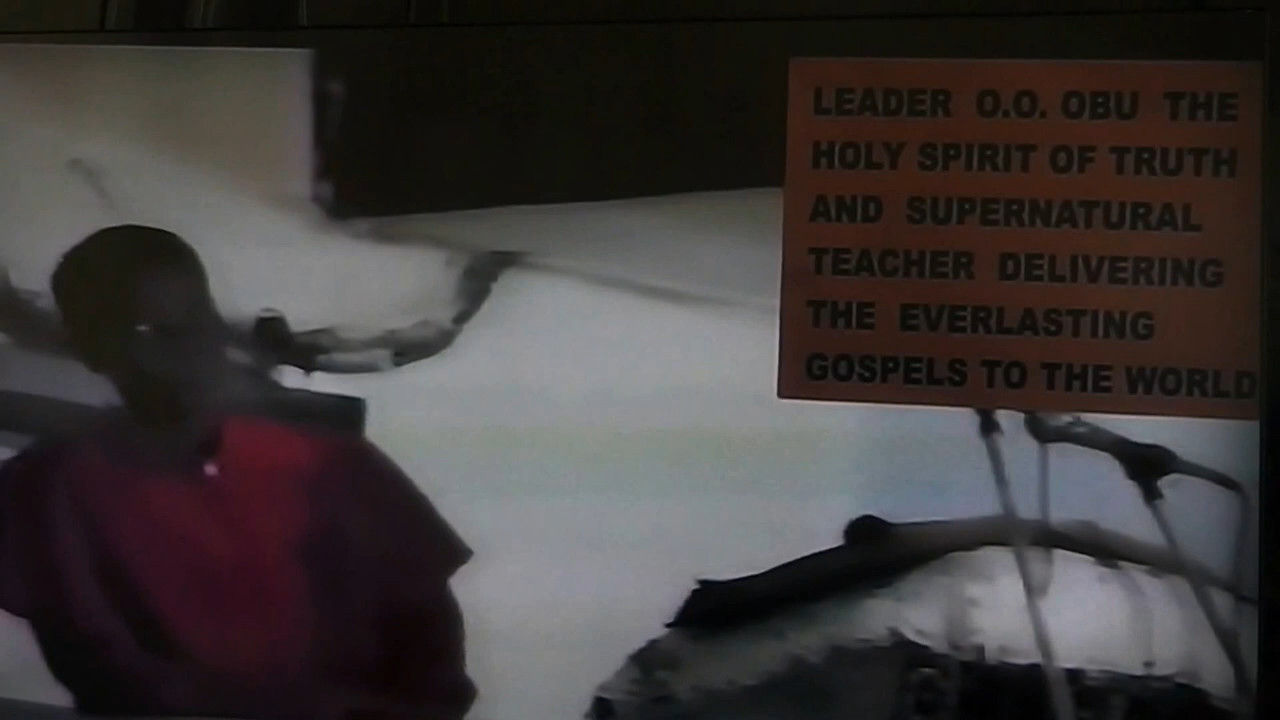 LEADER O.O. OBU THE
HOLY SPIRIT OF TRUTH
AND SUPERNATURAL
TEACHER DELIVERING
THE EVERLASTING
GOSPELS TO THE WORLD